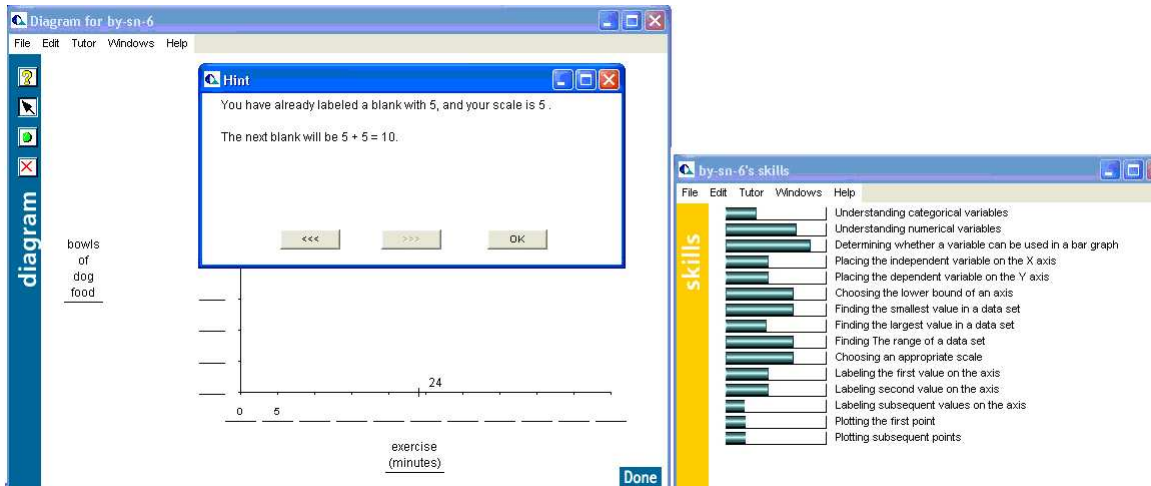 Diagram for by-sn-6
File Edit Tutor Windows Help
Hint
You have already labeled a blank with 5, and your scale is 5 .
The next blank will be 5 + 5 = 10.
<<< >>> OK
diagram
bowls
of
dog
food
24
0 5
exercise
(minutes)
Done
by-sn-6's skills
File Edit Tutor Windows Help
skills
Understanding categorical variables
Understanding numerical variables
Determining whether a variable can be used in a bar graph
Placing the independent variable on the X axis
Placing the dependent variable on the Y axis
Choosing the lower bound of an axis
Finding the smallest value in a data set
Finding the largest value in a data set
Finding The range of a data set
Choosing an appropriate scale
Labeling the first value on the axis
Labeling second value on the axis
Labeling subsequent values on the axis
Plotting the first point
Plotting subsequent points